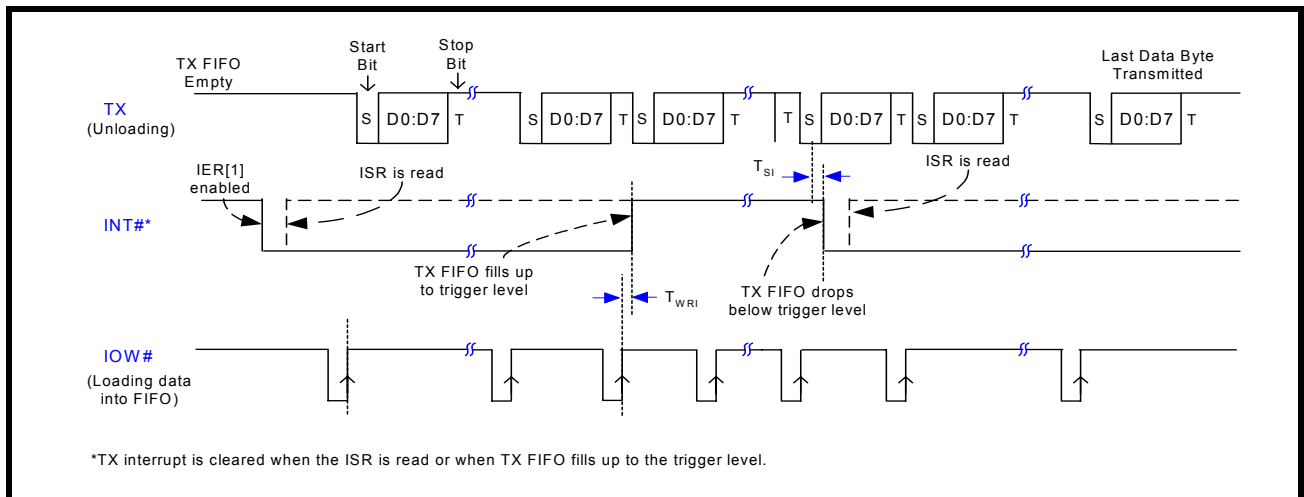 Start
Bit
Stop
Bit
TX FIFO
Empty
Last Data Byte
Transmitted
TX
(Unloading)
S D0:D7 T S D0:D7 T S D0:D7 T T S D0:D7 T S D0:D7 T S D0:D7 T
IER[1]
enabled
ISR is read
TSI
ISR is read
INT#*
TX FIFO fills up
to trigger level
TWRI
TX FIFO drops
below trigger level
IOW#
(Loading data
into FIFO)
*TX interrupt is cleared when the ISR is read or when TX FIFO fills up to the trigger level.